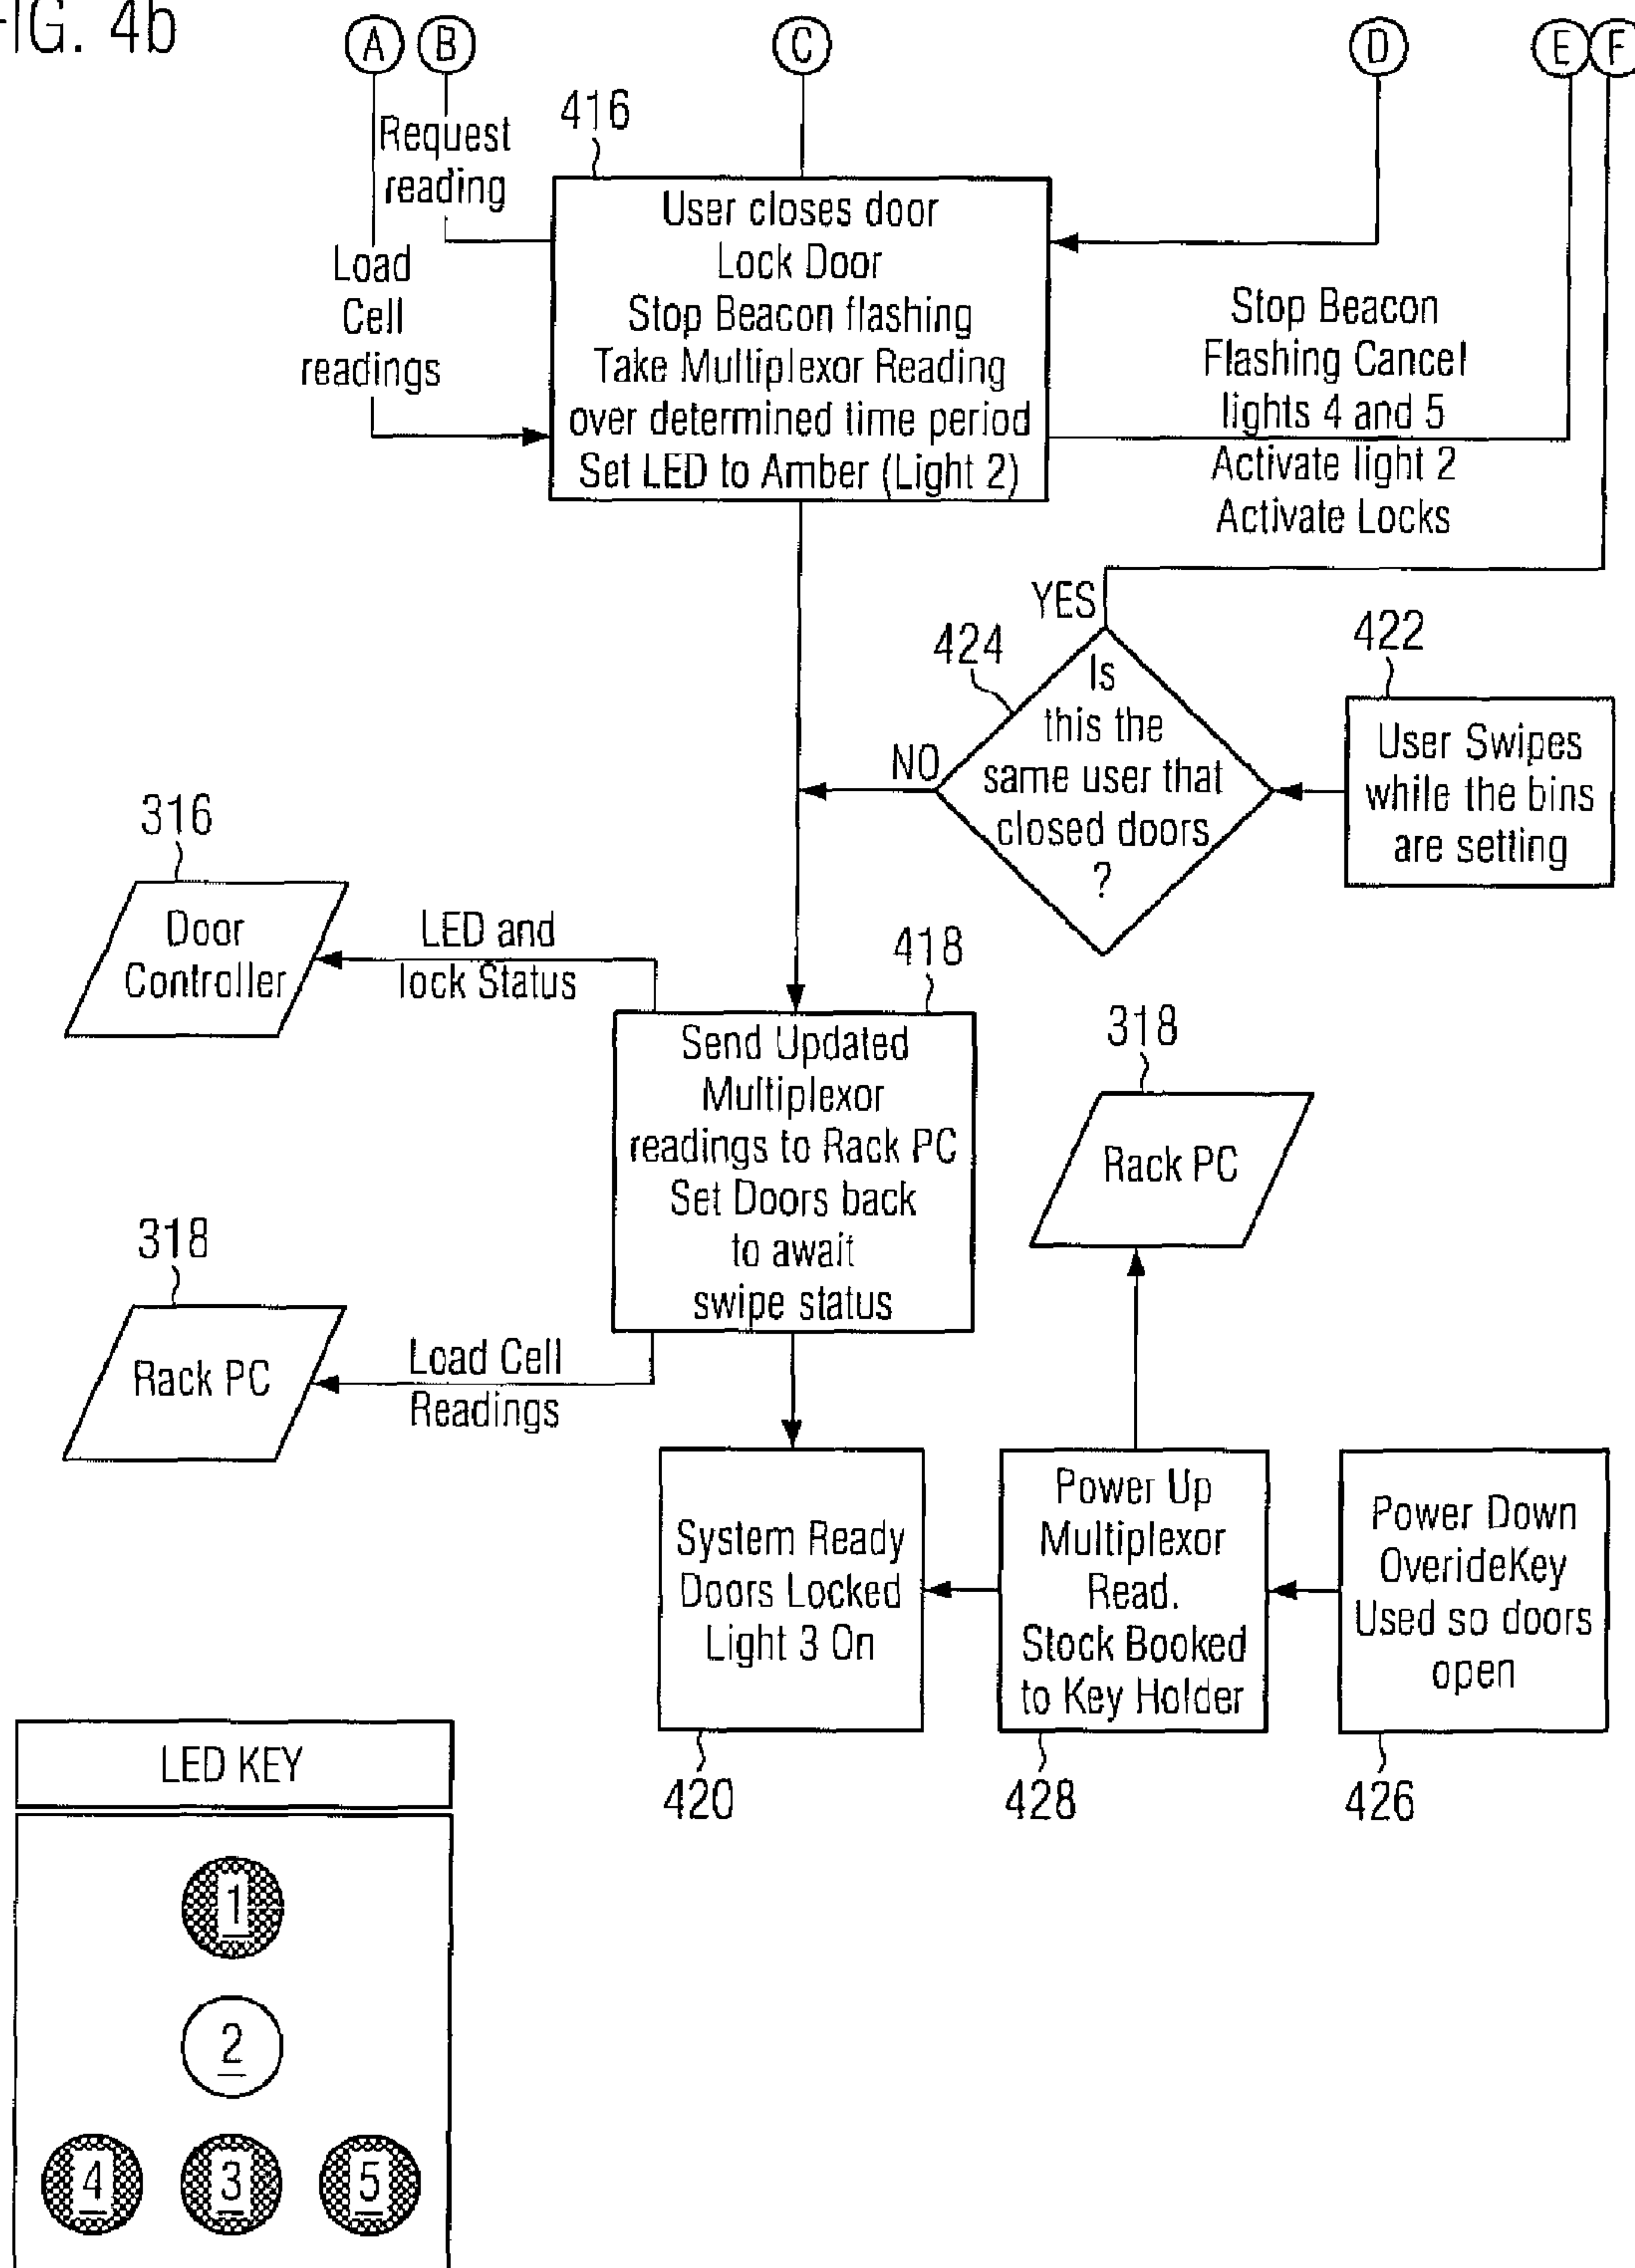 FIG. 4b
A
B
C
D
E
F
Request
reading
Load
Cell
readings
416
User closes door
Lock Door
Stop Beacon flashing
Take Multiplexor Reading
over determined time period
Set LED to Amber (Light 2)
Stop Beacon
Flashing Cancel
lights 4 and 5
Activate light 2
Activate Locks
YES
424
Is
this the
same user that
closed doors
?
NO
422
User Swipes
while the bins
are setting
316
Door
Controller
LED and
lock Status
418
Send Updated
Multiplexor
readings to Rack PC
Set Doors back
to await
swipe status
318
Rack PC
318
Rack PC
Load Cell
Readings
System Ready
Doors Locked
Light 3 On
420
Power Up
Multiplexor
Read.
Stock Booked
to Key Holder
428
Power Down
OverideKey
Used so doors
open
426
LED KEY
1
2
4
3
5